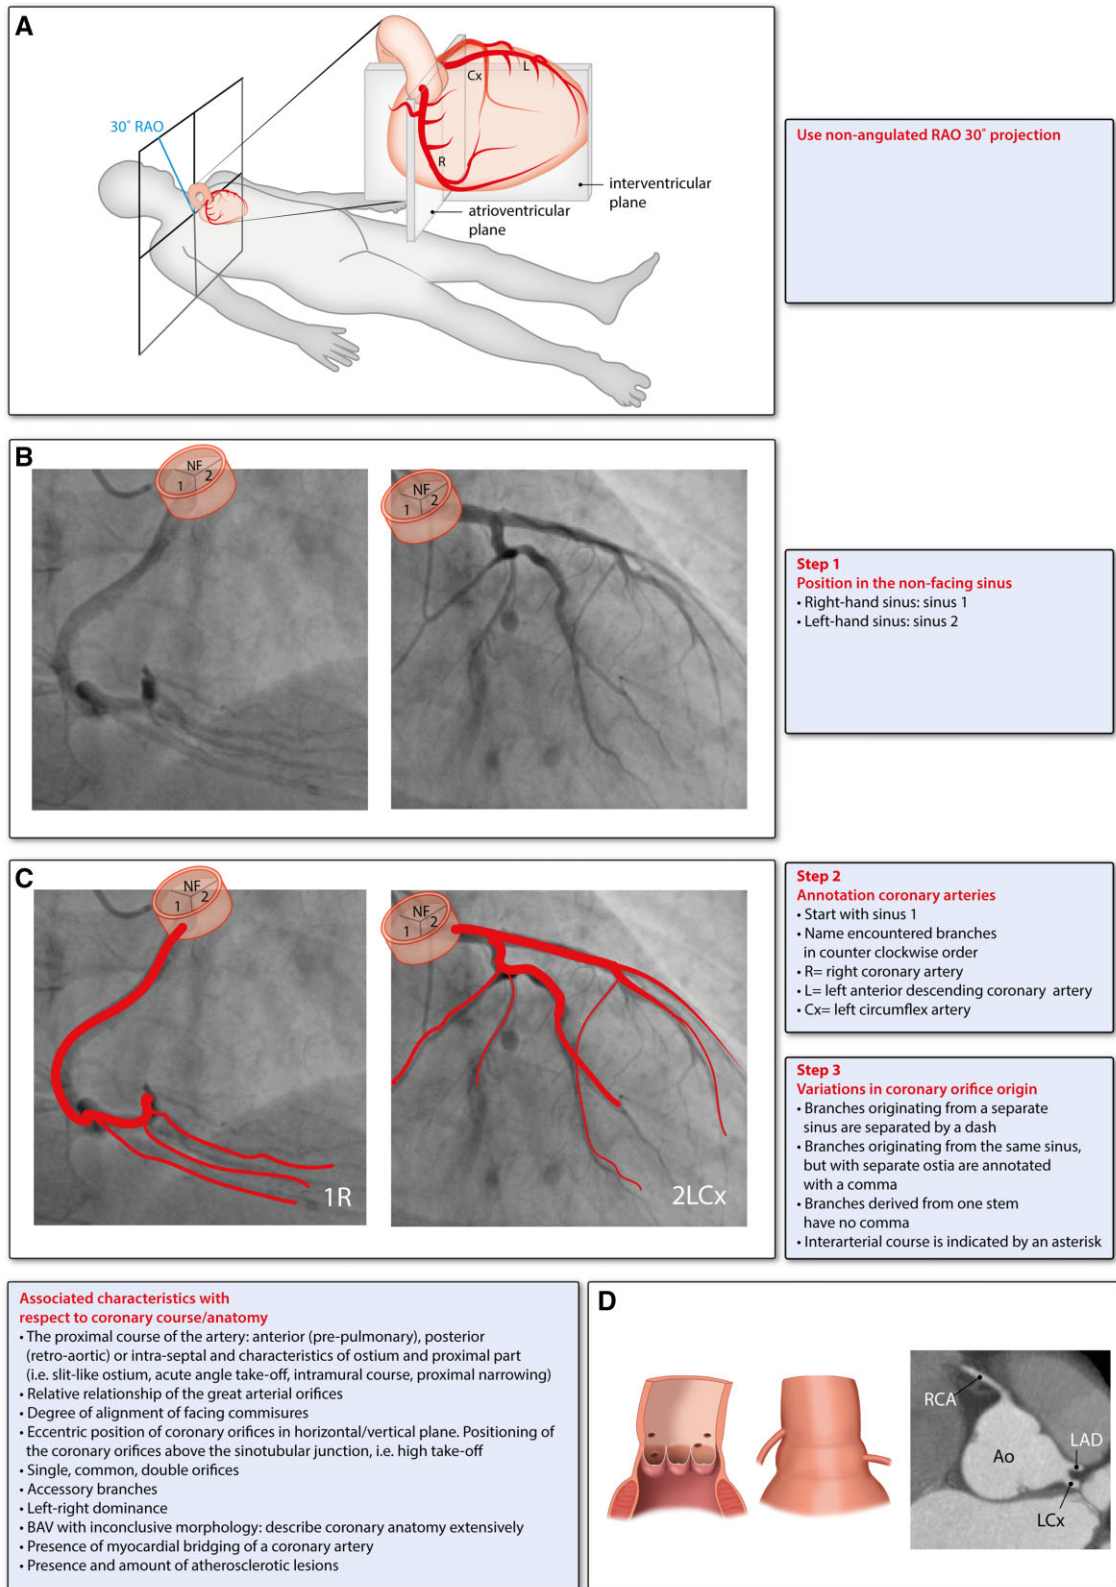 A
30° RAO
Cx
L
R
interventricular
plane
atrioventricular
plane
Use non-angulated RAO 30° projection
B
NF
1
2
NF
1
2
Step 1
Position in the non-facing sinus
• Right-hand sinus: sinus 1
• Left-hand sinus: sinus 2
C
NF
1
2
1R
NF
1
2
2LCx
Step 2
Annotation coronary arteries
• Start with sinus 1
• Name encountered branches
in counter clockwise order
• R= right coronary artery
• L= left anterior descending coronary artery
• Cx= left circumflex artery
Step 3
Variations in coronary orifice origin
• Branches originating from a separate
sinus are separated by a dash
• Branches originating from the same sinus,
but with separate ostia are annotated
with a comma
• Branches derived from one stem
have no comma
• Interarterial course is indicated by an asterisk
Associated characteristics with
respect to coronary course/anatomy
• The proximal course of the artery: anterior (pre-pulmonary), posterior
(retro-aortic) or intra-septal and characteristics of ostium and proximal part
(i.e. slit-like ostium, acute angle take-off, intramural course, proximal narrowing)
• Relative relationship of the great arterial orifices
• Degree of alignment of facing commisures
• Eccentric position of coronary orifices in horizontal/vertical plane. Positioning of
the coronary orifices above the sinotubular junction, i.e. high take-off
• Single, common, double orifices
• Accessory branches
• Left-right dominance
• BAV with inconclusive morphology: describe coronary anatomy extensively
• Presence of myocardial bridging of a coronary artery
• Presence and amount of atherosclerotic lesions
D
RCA
LAD
Ao
LCx